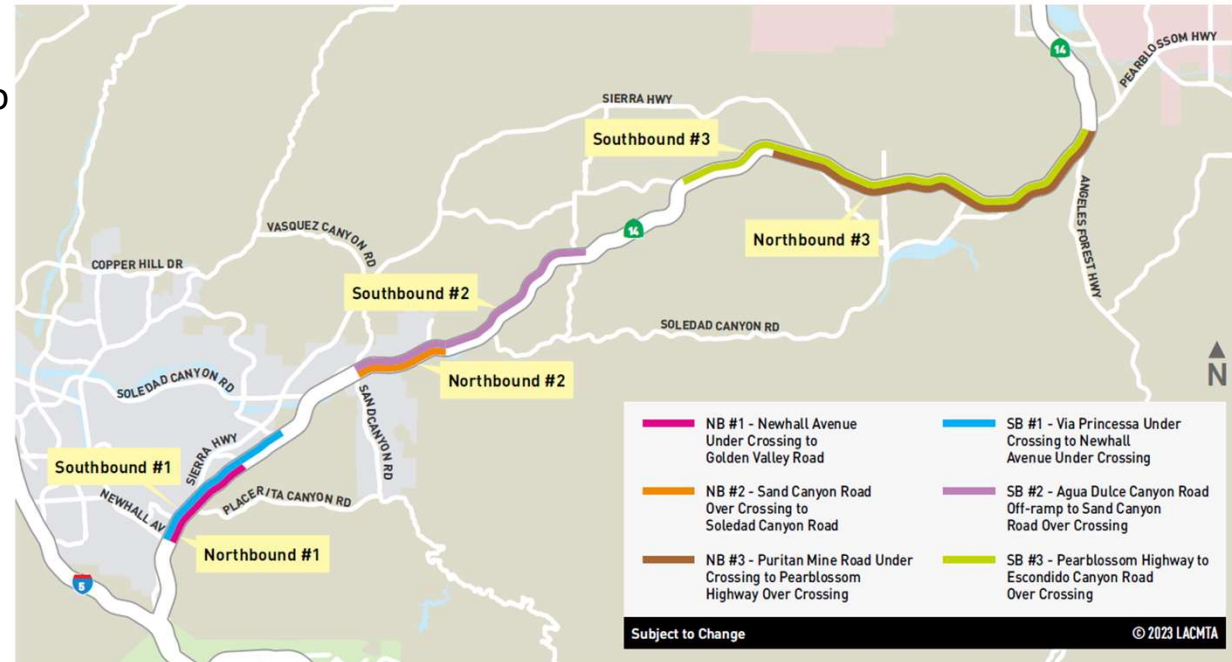 o
14
PEARBLOSSOM HWY
SIERRA HWY
Southbound #3
14
Northbound #3
ANGELES FOREST HWY
VASQUEZ CANYON RD
COPPER HILL DR
Southbound #2
SOLEDAD CANYON RD
Northbound #2
SOLEDAD CANYON RD
SAND CANYON RD
SIERRA HWY
Southbound #1
PLACERITA CANYON RD
NEWHALL AV
Northbound #1
5
N
NB #1 - Newhall Avenue
Under Crossing to
Golden Valley Road
NB #2 - Sand Canyon Road
Over Crossing to
Soledad Canyon Road
NB #3 - Puritan Mine Road Under
Crossing to Pearblossom
Highway Over Crossing
SB #1 - Via Princessa Under
Crossing to Newhall
Avenue Under Crossing
SB #2 - Agua Dulce Canyon Road
Off-ramp to Sand Canyon
Road Over Crossing
SB #3 - Pearblossom Highway to
Escondido Canyon Road
Over Crossing
Subject to Change
© 2023 LACMTA